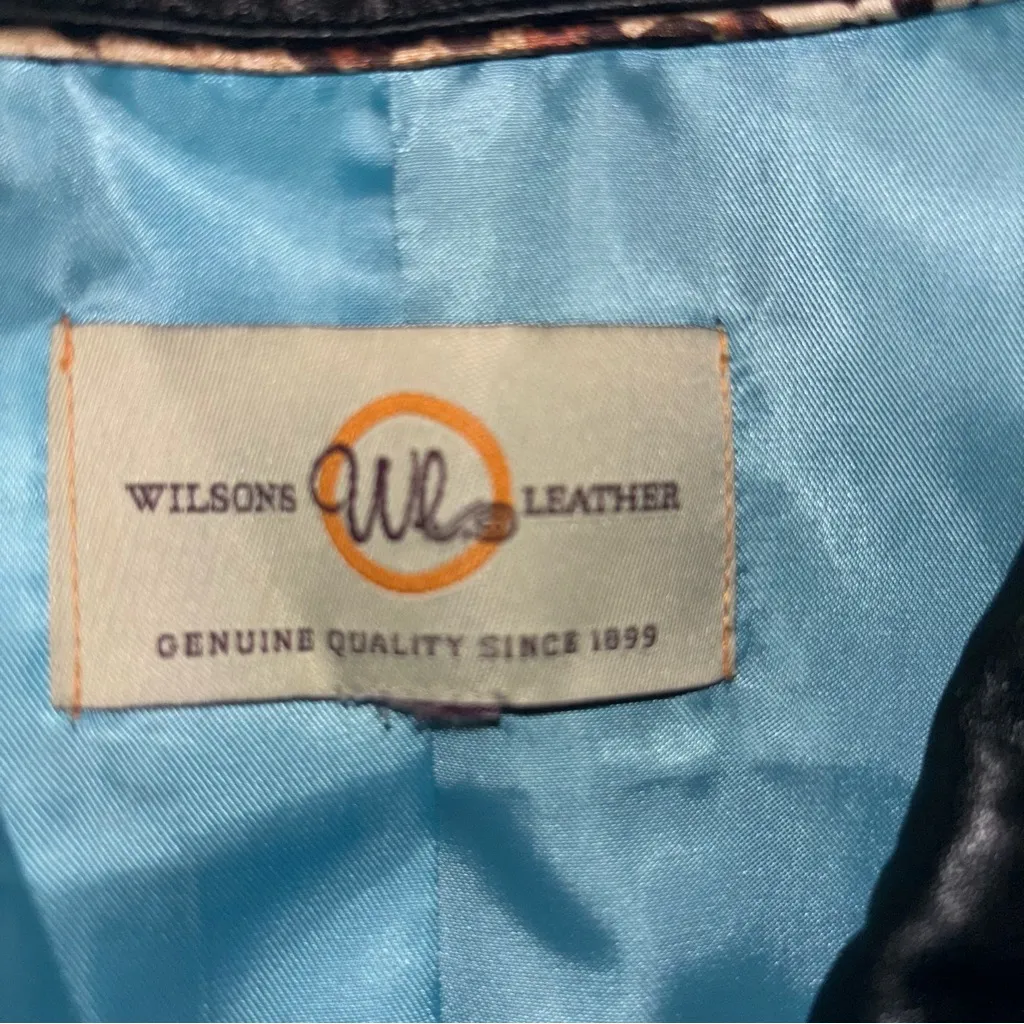 WILSONS WL LEATHER
GENUINE QUALITY SINCE 1899